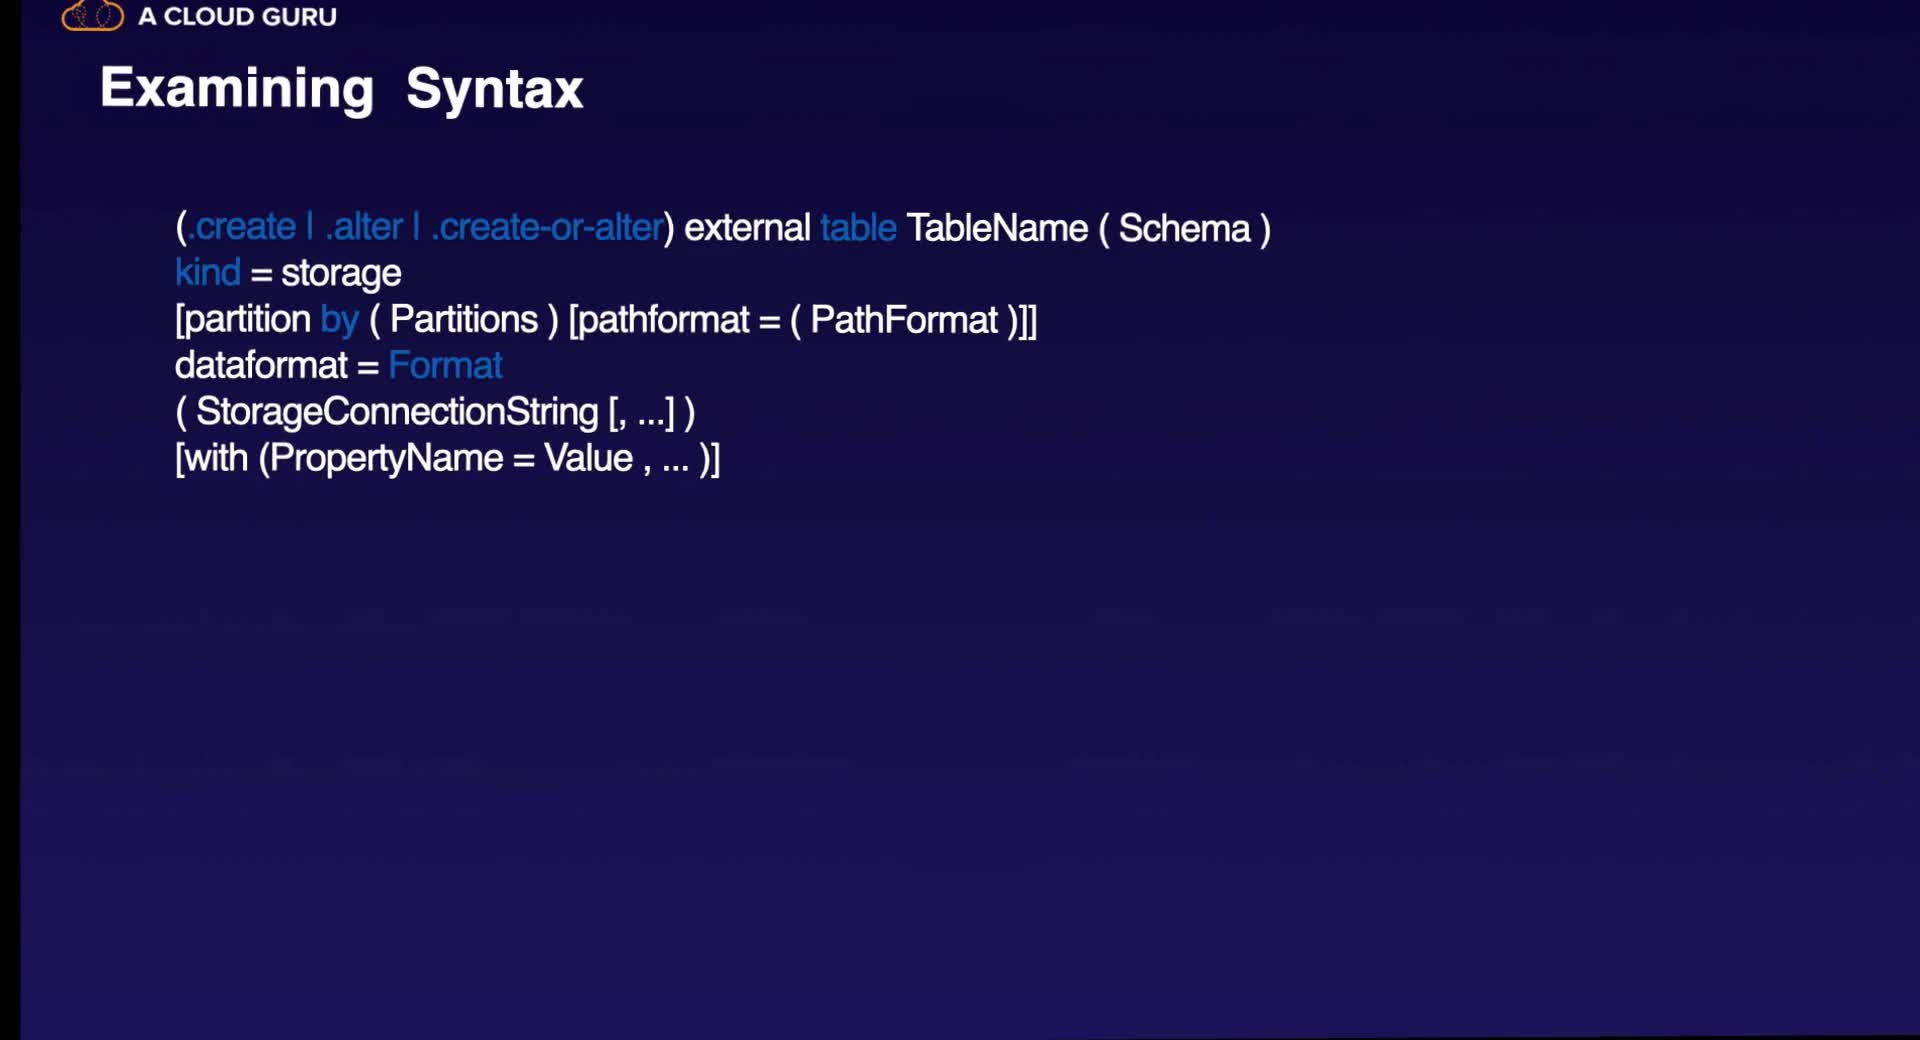 A CLOUD GURU
Examining Syntax
(.create | .alter | .create-or-alter) external table TableName ( Schema )
kind = storage
[partition by ( Partitions ) [pathformat = ( PathFormat )]]
dataformat = Format
( StorageConnectionString [, ...] )
[with (PropertyName = Value , ... )]